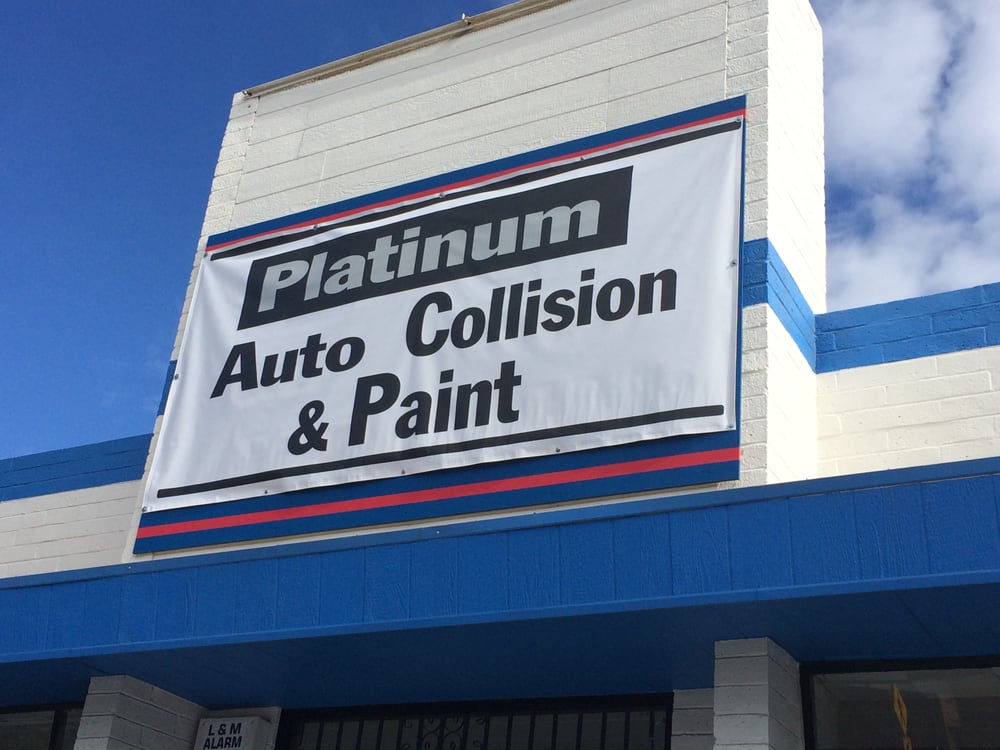 Platinum
Auto Collision
& Paint
L & M
ALARM